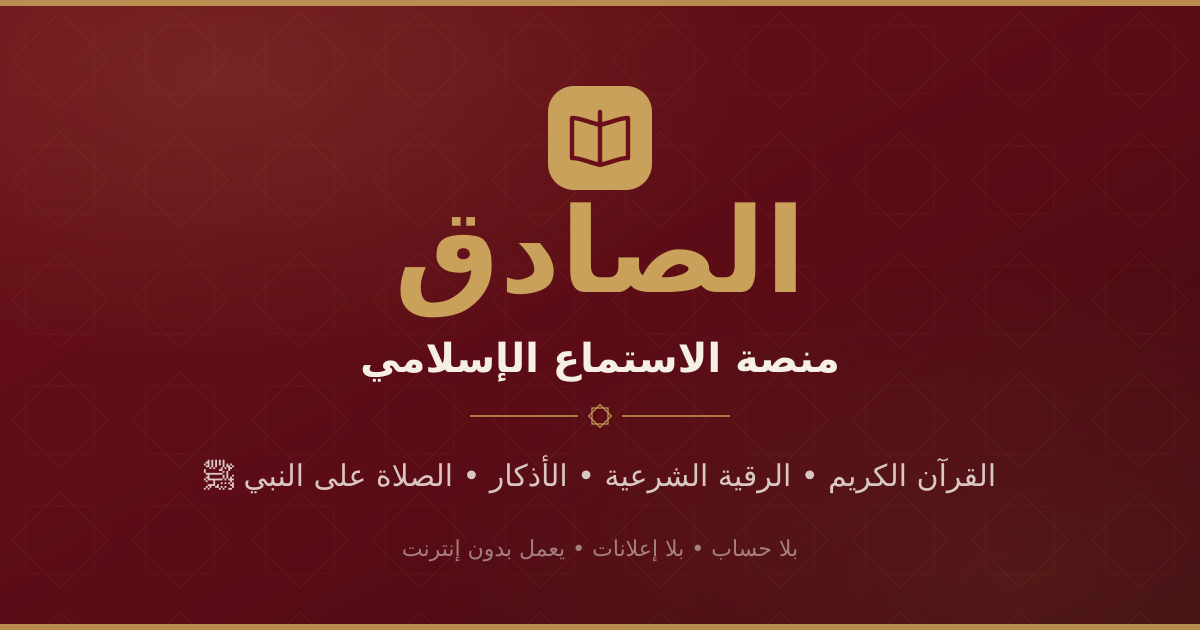 الصادق
منصة الاستماع الإسلامي
القرآن الكريم • الرقية الشرعية • الأذكار • الصلاة على النبي ﷺ
بلا حساب • بلا إعلانات • يعمل بدون إنترنت